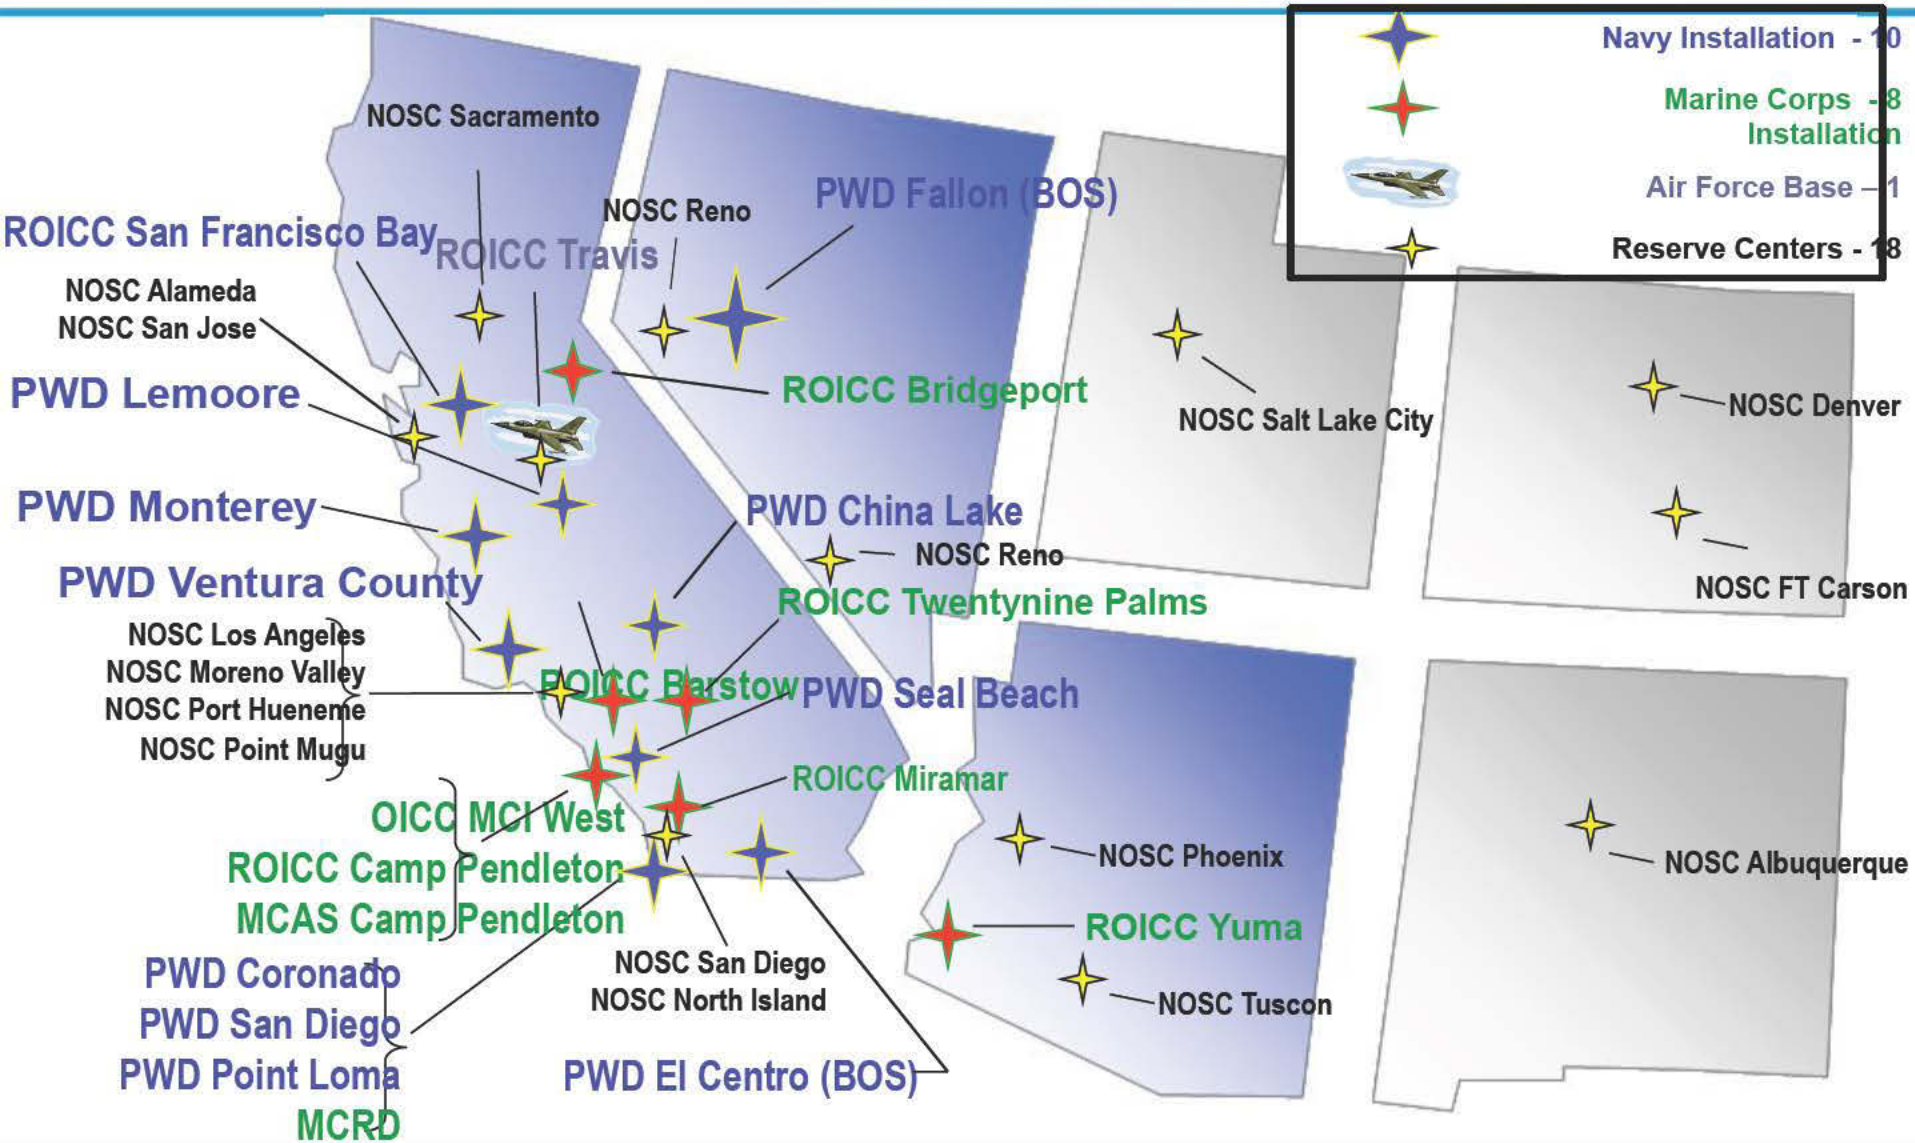 Navy Installation - 10
Marine Corps - 8
Installation
Air Force Base – 1
Reserve Centers - 18
NOSC Sacramento
PWD Fallon (BOS)
NOSC Reno
ROICC San Francisco Bay
ROICC Travis
NOSC Alameda
NOSC San Jose
PWD Lemoore
ROICC Bridgeport
NOSC Salt Lake City
NOSC Denver
PWD Monterey
PWD China Lake
NOSC Reno
PWD Ventura County
ROICC Twentynine Palms
NOSC FT Carson
NOSC Los Angeles
NOSC Moreno Valley
NOSC Port Hueneme
NOSC Point Mugu
ROICC Barstow
PWD Seal Beach
ROICC Miramar
OICC MCI West
ROICC Camp Pendleton
MCAS Camp Pendleton
NOSC Phoenix
NOSC Albuquerque
ROICC Yuma
NOSC San Diego
NOSC North Island
NOSC Tuscon
PWD Coronado
PWD San Diego
PWD Point Loma
MCRD
PWD El Centro (BOS)